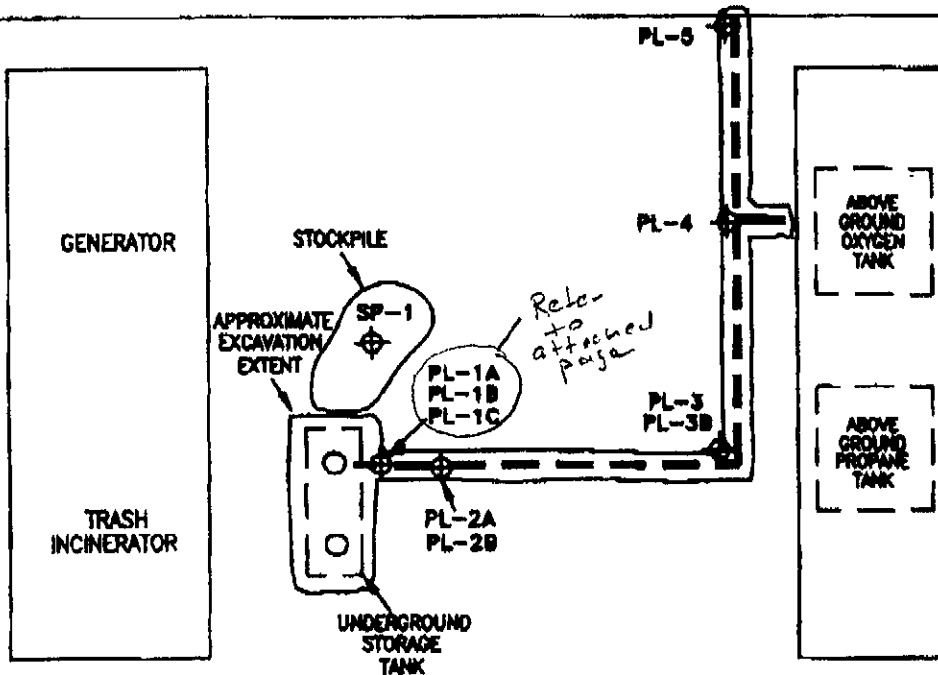 PL-5
GENERATOR
STOCKPILE
PL-4
ABOVE
GROUND
OXYGEN
TANK
SP-1
APPROXIMATE
EXCAVATION
EXTENT
Refer
to
attached
page
PL-1A
PL-1B
PL-1C
PL-3
PL-3B
ABOVE
GROUND
PROPANE
TANK
TRASH
INCINERATOR
PL-2A
PL-2B
UNDERGROUND
STORAGE
TANK